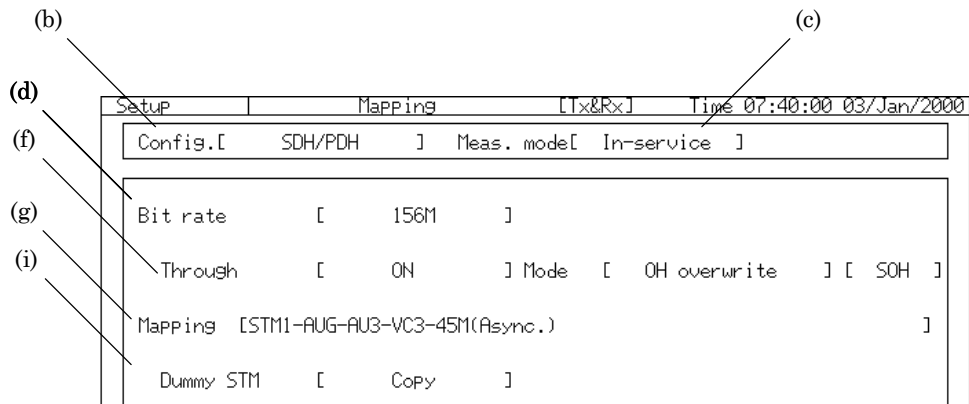 (b) (c)
(d)
Setup Mapping [Tx&Rx] Time 07:40:00 03/Jan/2000
(f)
Config.[ SDH/PDH ] Meas. mode[ In-service ]
(g)
Bit rate [ 156M ]
(i)
Through [ ON ] Mode [ OH overwrite ] [ SOH ]
Mapping [STM1-AUG-AU3-VC3-45M(Async.) ]
Dummy STM [ Copy ]